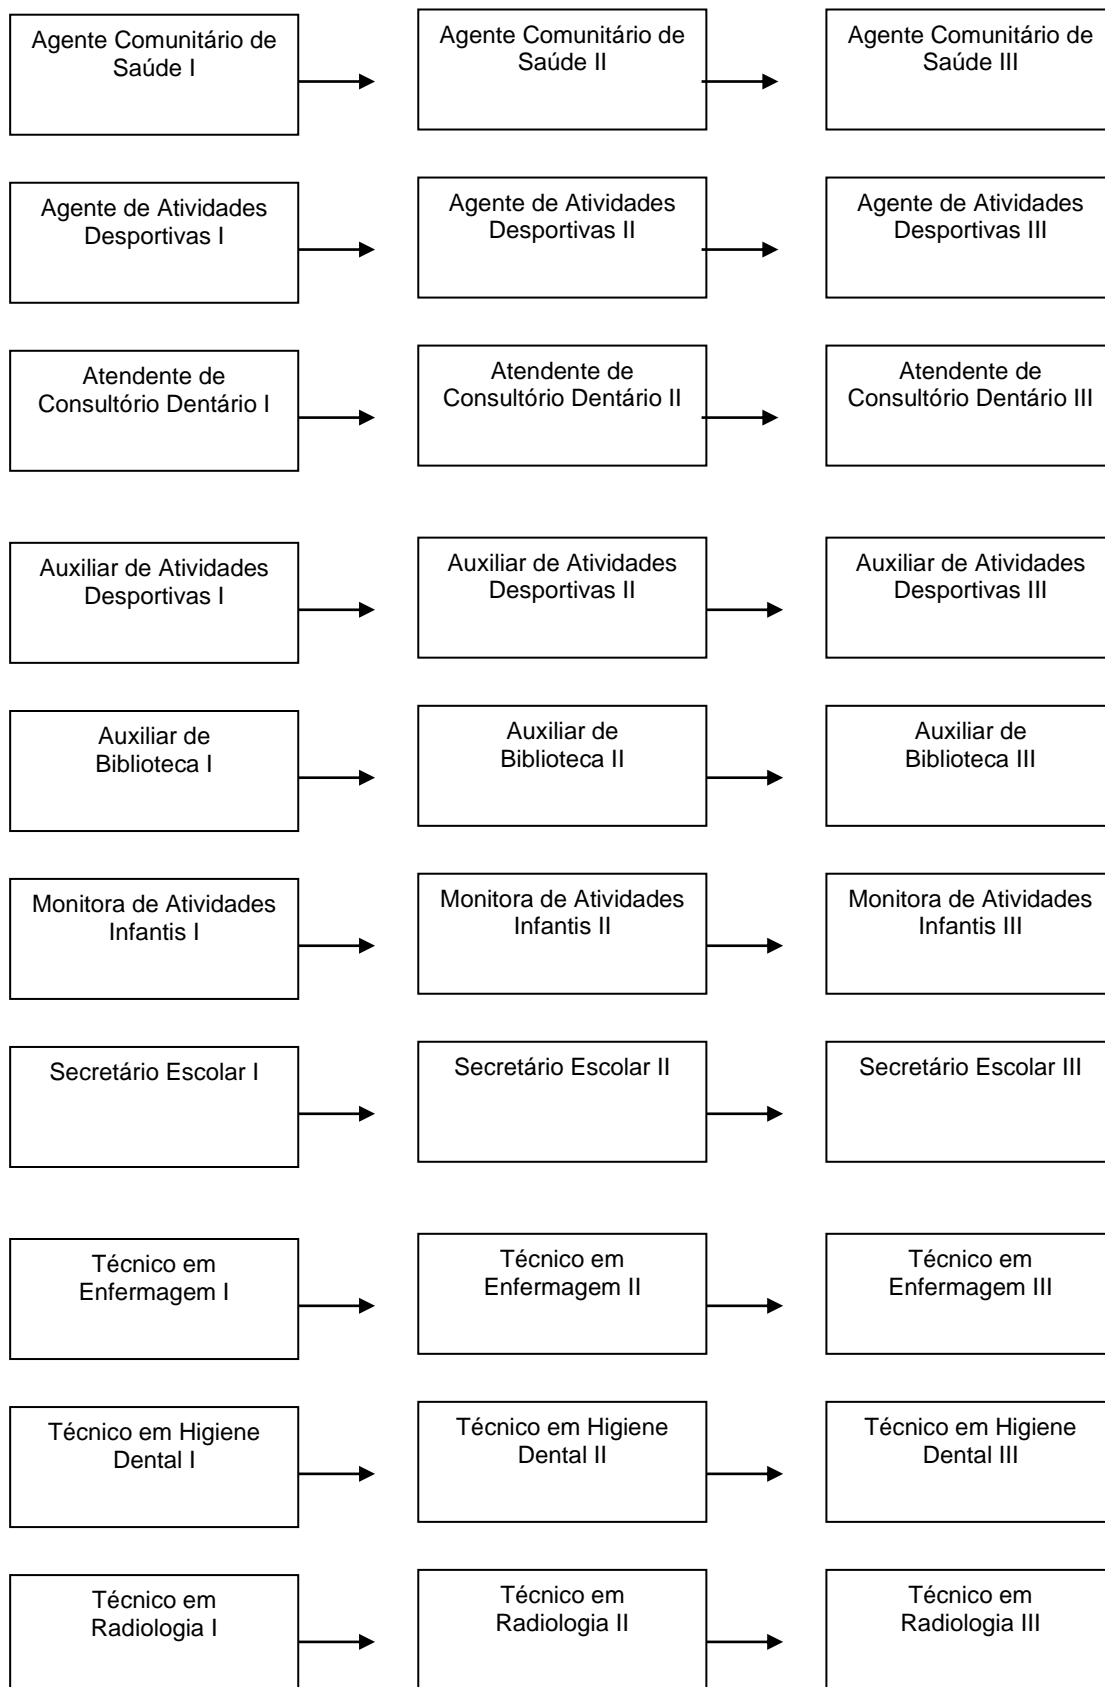 Agente Comunitário de
Saúde I
Agente Comunitário de
Saúde II
Agente Comunitário de
Saúde III
Agente de Atividades
Desportivas I
Agente de Atividades
Desportivas II
Agente de Atividades
Desportivas III
Atendente de
Consultório Dentário I
Atendente de
Consultório Dentário II
Atendente de
Consultório Dentário III
Auxiliar de Atividades
Desportivas I
Auxiliar de Atividades
Desportivas II
Auxiliar de Atividades
Desportivas III
Auxiliar de
Biblioteca I
Auxiliar de
Biblioteca II
Auxiliar de
Biblioteca III
Monitora de Atividades
Infantis I
Monitora de Atividades
Infantis II
Monitora de Atividades
Infantis III
Secretário Escolar I
Secretário Escolar II
Secretário Escolar III
Técnico em
Enfermagem I
Técnico em
Enfermagem II
Técnico em
Enfermagem III
Técnico em Higiene
Dental I
Técnico em Higiene
Dental II
Técnico em Higiene
Dental III
Técnico em
Radiologia I
Técnico em
Radiologia II
Técnico em
Radiologia III